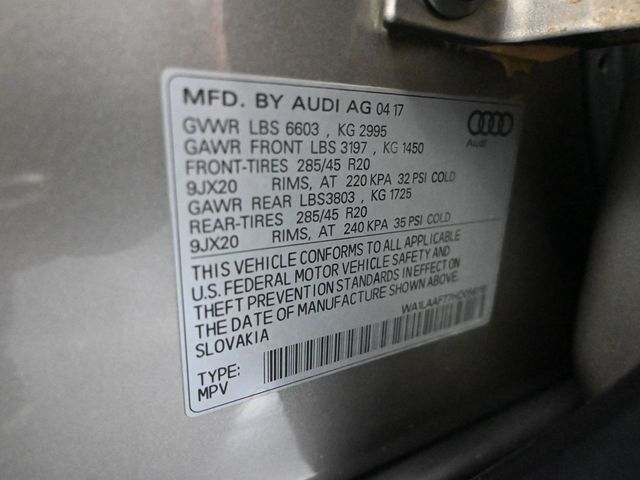 MFD. BY AUDI AG 04 17
GVWR LBS 6603 , KG 2995
GAWR FRONT LBS 3197 , KG 1450
FRONT-TIRES 285/45 R20
9JX20 RIMS, AT 220 KPA 32 PSI COLD
GAWR REAR LBS3803 , KG 1725
REAR-TIRES 285/45 R20
9JX20 RIMS, AT 240 KPA 35 PSI COLD
THIS VEHICLE CONFORMS TO ALL APPLICABLE
U.S. FEDERAL MOTOR VEHICLE SAFETY AND
THEFT PREVENTION STANDARDS IN EFFECT ON
THE DATE OF MANUFACTURE SHOWN ABOVE.
SLOVAKIA
TYPE:
MPV
Audi